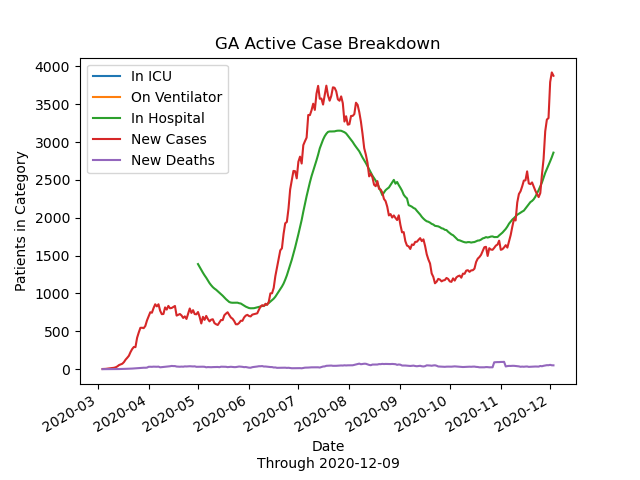 GA Active Case Breakdown
In ICU
On Ventilator
In Hospital
New Cases
New Deaths
Patients in Category
4000
3500
3000
2500
2000
1500
1000
500
0
2020-03
2020-04
2020-05
2020-06
2020-07
2020-08
2020-09
2020-10
2020-11
2020-12
Date
Through 2020-12-09